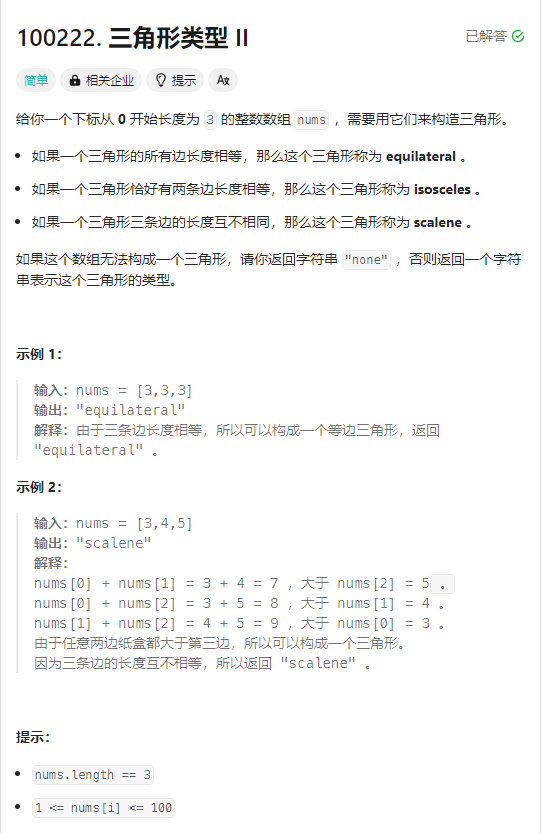 100222. 三角形类型 II
已解答
简单
相关企业
提示
给你一个下标从 0 开始长度为 3 的整数数组 nums ，需要用它们来构造三角形。
如果一个三角形的所有边长度相等，那么这个三角形称为 equilateral 。
如果一个三角形恰好有两条边长度相等，那么这个三角形称为 isosceles 。
如果一个三角形三条边的长度互不相同，那么这个三角形称为 scalene 。
如果这个数组无法构成一个三角形，请你返回字符串 "none" ，否则返回一个字符
串表示这个三角形的类型。
示例 1：
输入：nums = [3,3,3]
输出："equilateral"
解释：由于三条边长度相等，所以可以构成一个等边三角形，返回
"equilateral" 。
示例 2：
输入：nums = [3,4,5]
输出："scalene"
解释：
nums[0] + nums[1] = 3 + 4 = 7 ，大于 nums[2] = 5 。
nums[0] + nums[2] = 3 + 5 = 8 ，大于 nums[1] = 4 。
nums[1] + nums[2] = 4 + 5 = 9 ，大于 nums[0] = 3 。
由于任意两边纸盒都大于第三边，所以可以构成一个三角形。
因为三条边的长度互不相等，所以返回 "scalene" 。
提示：
nums.length == 3
1 <= nums[i] <= 100